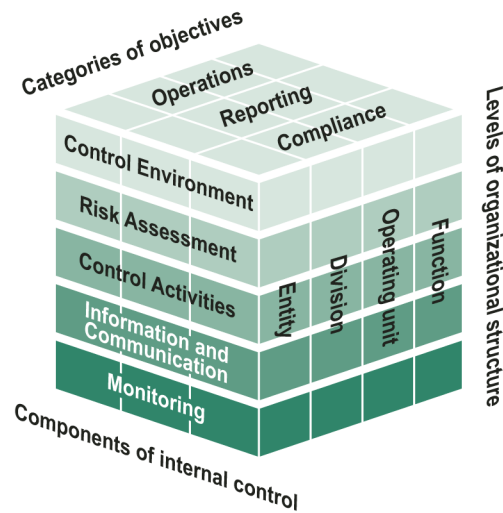 Categories of objectives
Operations
Reporting
Compliance
Control Environment
Risk Assessment
Control Activities
Information and
Communication
Monitoring
Components of internal control
Entity
Division
Operating unit
Function
Levels of organizational structure